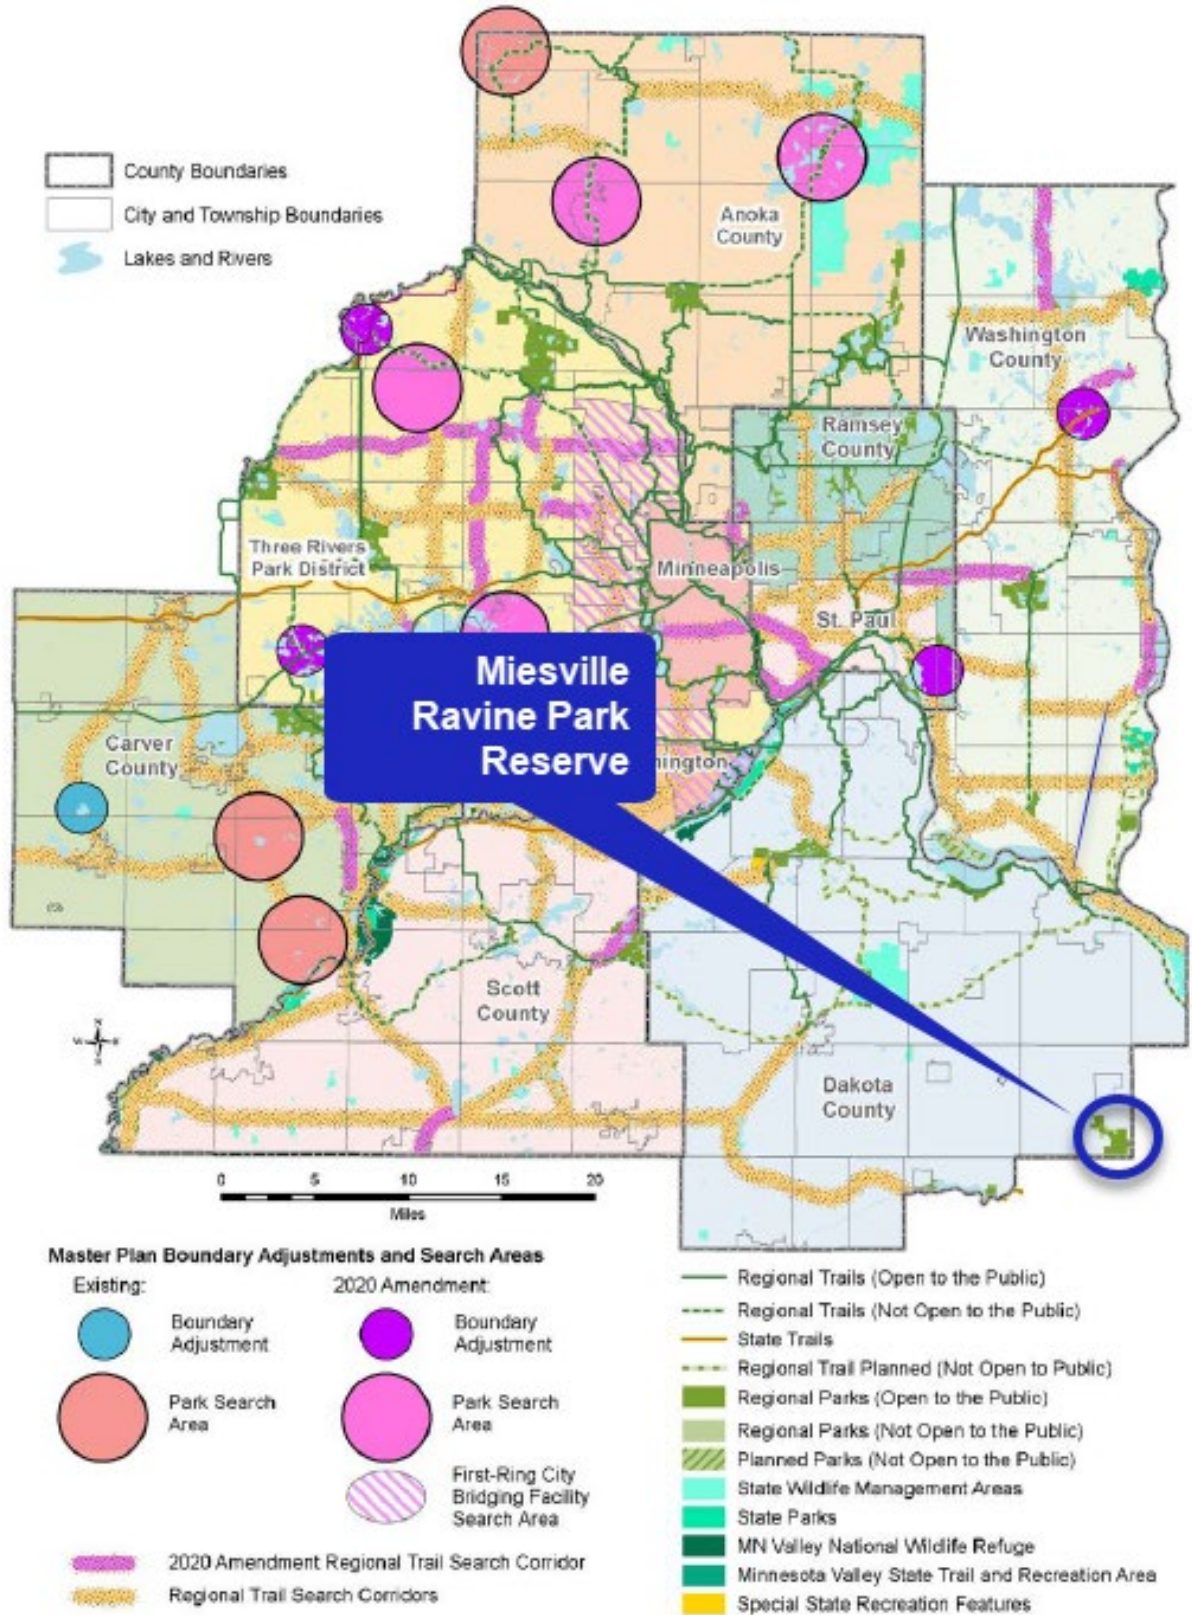 County Boundaries
City and Township Boundaries
Lakes and Rivers
Anoka
County
Washington
County
Ramsey
County
Three Rivers
Park District
Minneapolis
St. Paul
Miesville
Ravine Park
Reserve
Carver
County
mington
Scott
County
Dakota
County
N
W
E
S
0 5 10 15 20
Miles
Master Plan Boundary Adjustments and Search Areas
Existing:
Boundary
Adjustment
Park Search
Area
2020 Amendment:
Boundary
Adjustment
Park Search
Area
First-Ring City
Bridging Facility
Search Area
2020 Amendment Regional Trail Search Corridor
Regional Trail Search Corridors
Regional Trails (Open to the Public)
Regional Trails (Not Open to the Public)
State Trails
Regional Trail Planned (Not Open to Public)
Regional Parks (Open to the Public)
Regional Parks (Not Open to the Public)
Planned Parks (Not Open to the Public)
State Wildlife Management Areas
State Parks
MN Valley National Wildlife Refuge
Minnesota Valley State Trail and Recreation Area
Special State Recreation Features